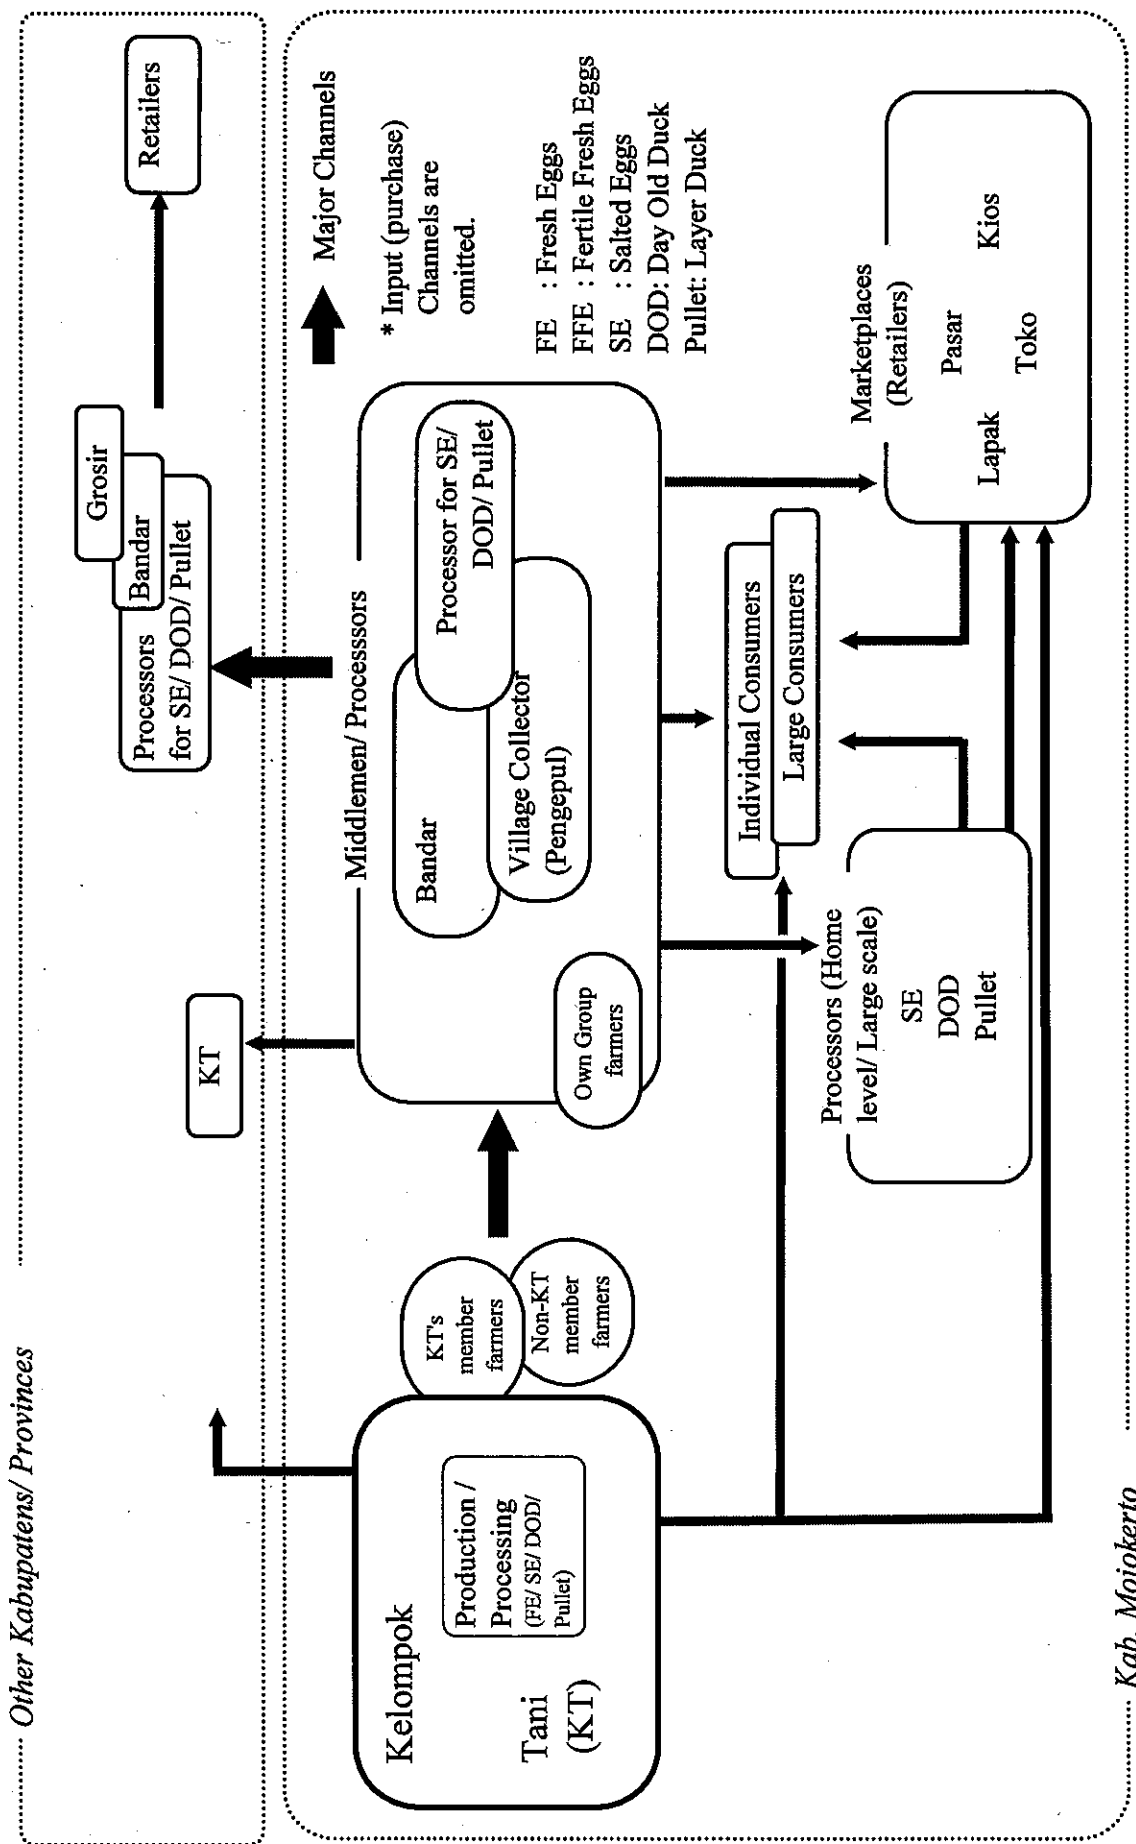 Other Kabupatens/ Provinces
KT
Grosir
Bandar
Processors
for SE/ DOD/ Pullet
Retailers
Kelompok
Tani
(KT)
Production /
Processing
(FE/ SE/ DOD/
Pullet)
KT's
member
farmers
Non-KT
member
farmers
Middlemen/ Processsors
Bandar
Processor for SE/
DOD/ Pullet
Village Collector
(Pengepul)
Own Group
farmers
Major Channels
* Input (purchase)
Channels are
omitted.
FE : Fresh Eggs
FFE : Fertile Fresh Eggs
SE : Salted Eggs
DOD: Day Old Duck
Pullet: Layer Duck
Individual Consumers
Large Consumers
Processors (Home
level/ Large scale)
SE
DOD
Pullet
Marketplaces
(Retailers)
Pasar
Lapak
Kios
Toko
Kab. Mojokerto